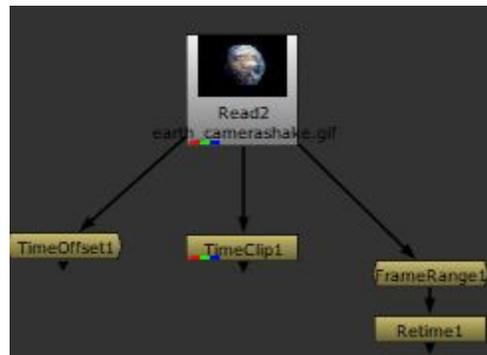 Read2
earth_camerashake.gif
TimeOffset1
TimeClip1
FrameRange1
Retime1